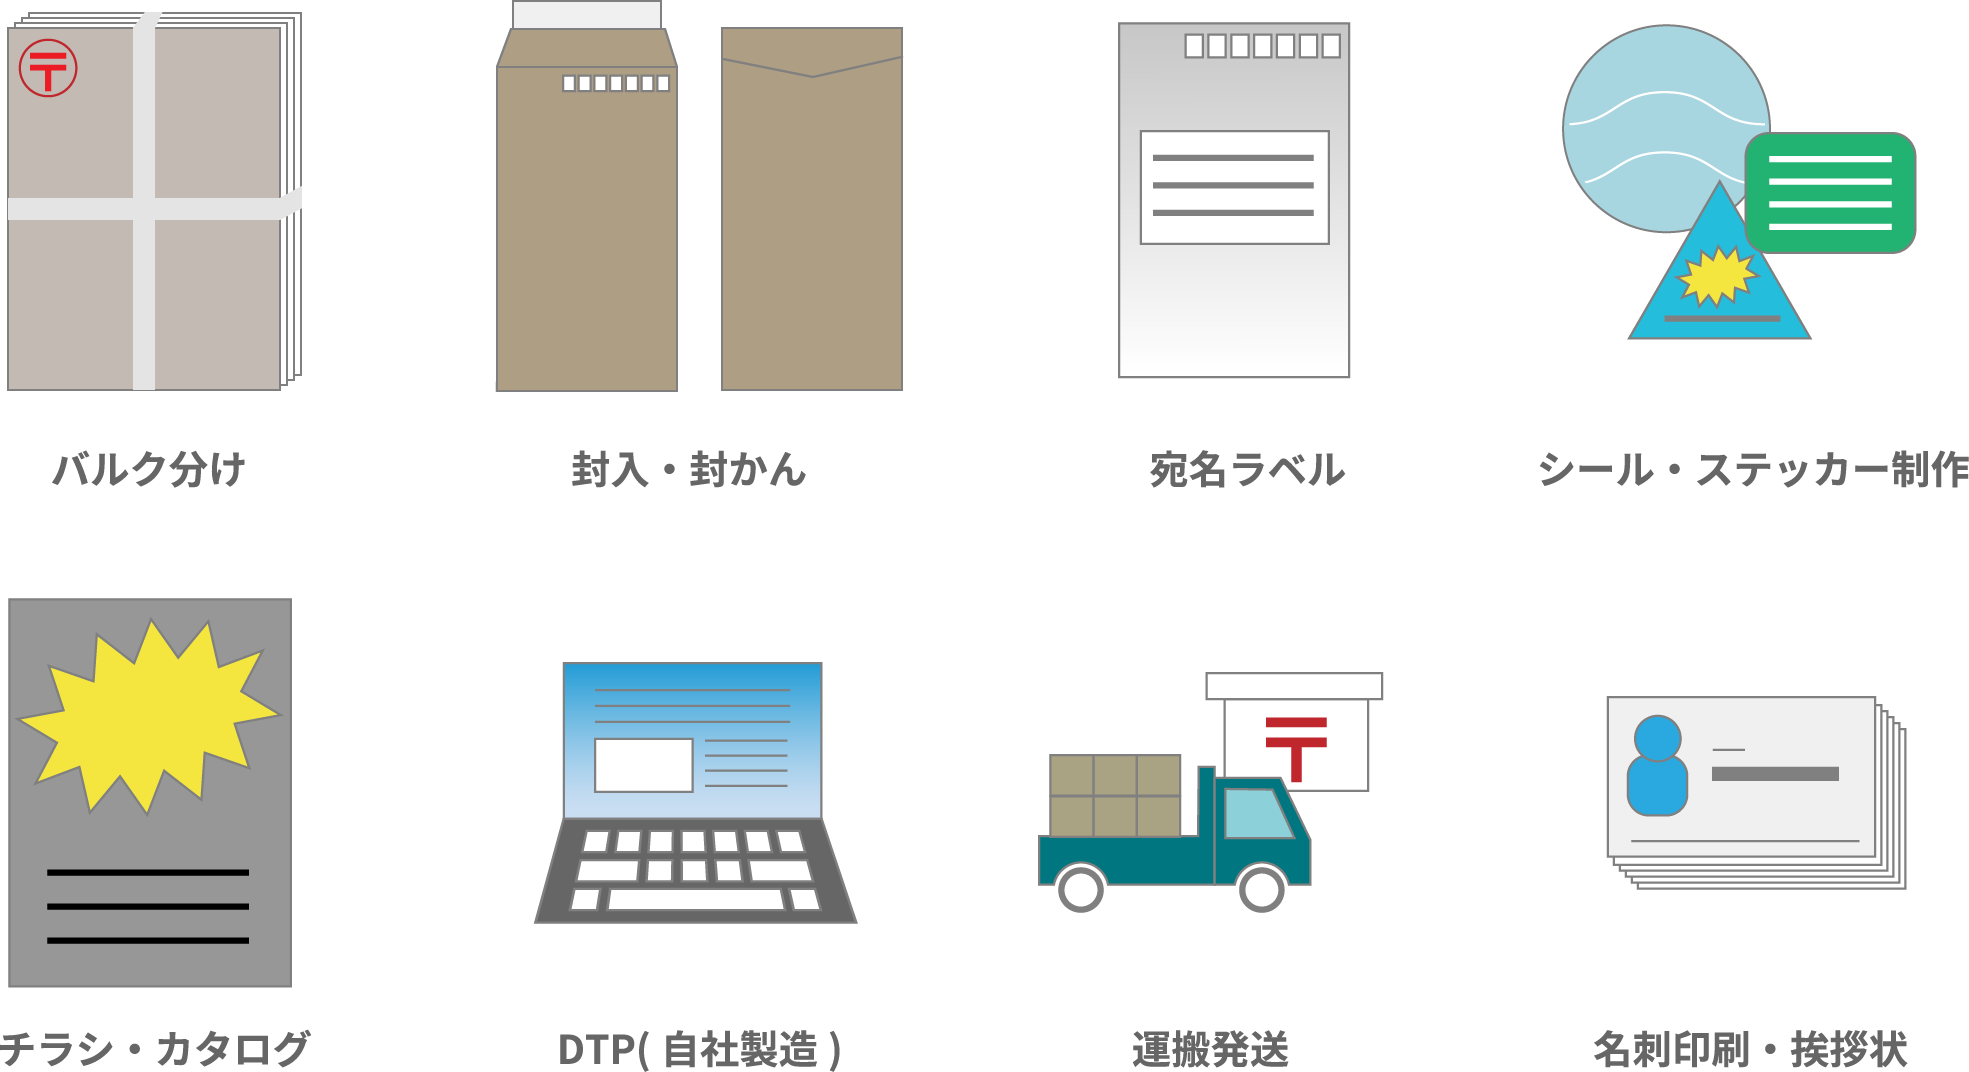 〒
バルク分け
封入・封かん
宛名ラベル
シール・ステッカー制作
チラシ・カタログ
DTP( 自社製造 )
〒
運搬発送
名刺印刷・挨拶状